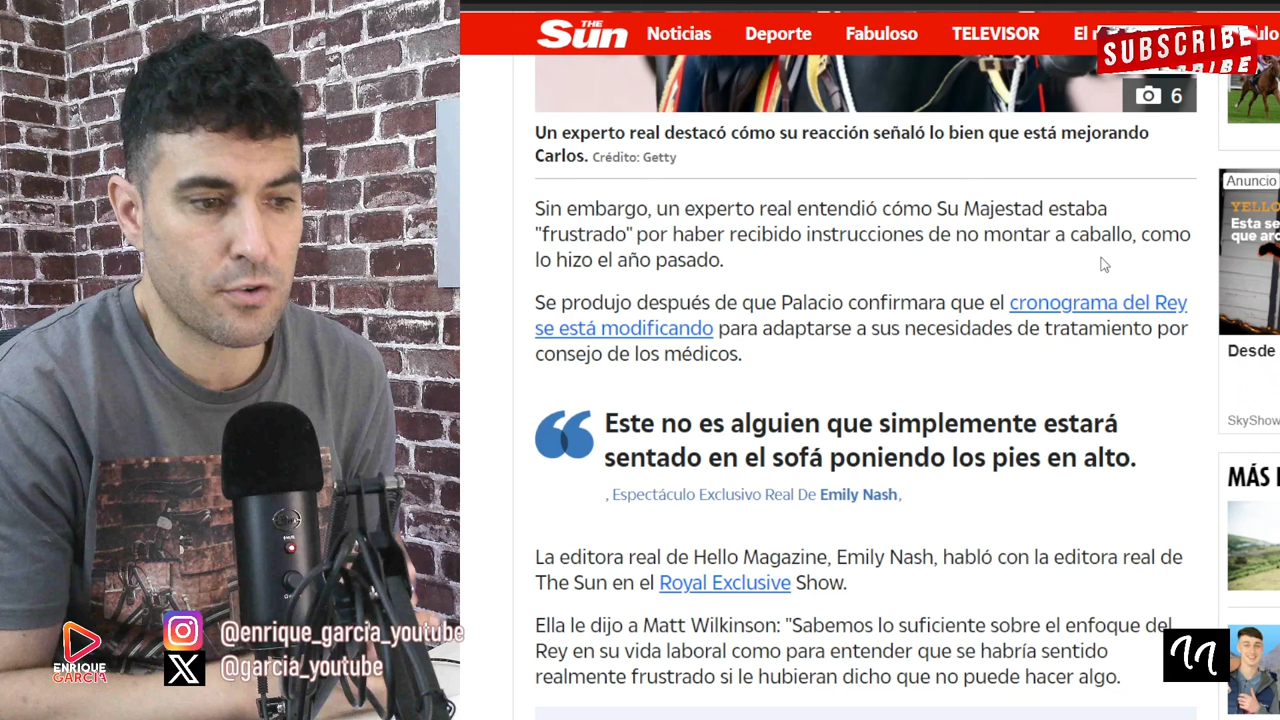 THE
Sun
Noticias
Deporte
Fabuloso
TELEVISOR
SUBSCRIBE
6
Un experto real destacó cómo su reacción señaló lo bien que está mejorando
Carlos. Crédito: Getty
Sin embargo, un experto real entendió cómo Su Majestad estaba
"frustrado" por haber recibido instrucciones de no montar a caballo, como
lo hizo el año pasado.
Se produjo después de que Palacio confirmara que el cronograma del Rey
se está modificando para adaptarse a sus necesidades de tratamiento por
consejo de los médicos.
Este no es alguien que simplemente estará
sentado en el sofá poniendo los pies en alto.
, Espectáculo Exclusivo Real De Emily Nash,
La editora real de Hello Magazine, Emily Nash, habló con la editora real de
The Sun en el Royal Exclusive Show.
Ella le dijo a Matt Wilkinson: "Sabemos lo suficiente sobre el enfoque del
Rey en su vida laboral como para entender que se habría sentido
realmente frustrado si le hubieran dicho que no puede hacer algo.
Anuncio
Esta se
que
Desde
SkyShow
MÁS
@enrique_garcia_youtube
@garcia_youtube
ENRIQUE
GARCIA